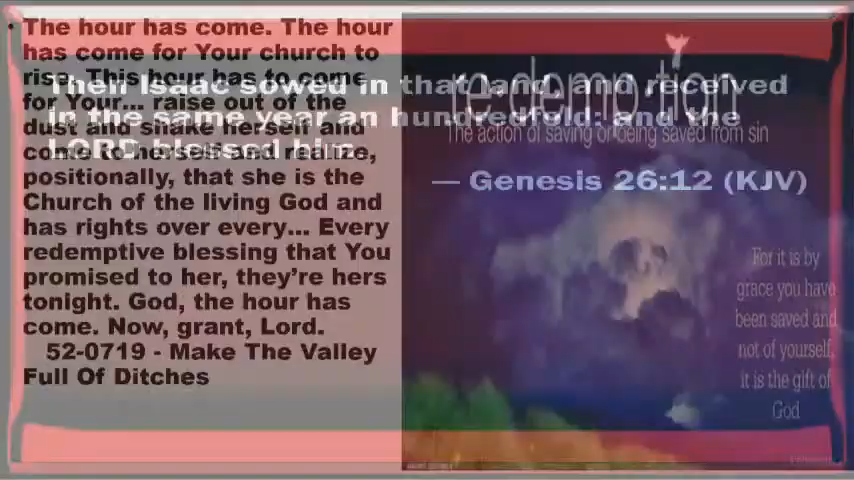 • The hour has come. The hour
has come for Your church to
rise. This hour has to come
for Your... raise out of the
dust and shake herself and
come to herself and realize,
positionally, that she is the
Church of the living God and
has rights over every... Every
redemptive blessing that You
promised to her, they're hers
tonight. God, the hour has
come. Now, grant, Lord.
52-0719 - Make The Valley
Full Of Ditches
Then Isaac sowed in that land, and received
in the same year an hundredfold: and the
LORD blessed him.
— Genesis 26:12 (KJV)
re·demp·tion
The action of saving or being saved from sin
For it is by
grace you have
been saved and
not of yourself,
it is the gift of
God